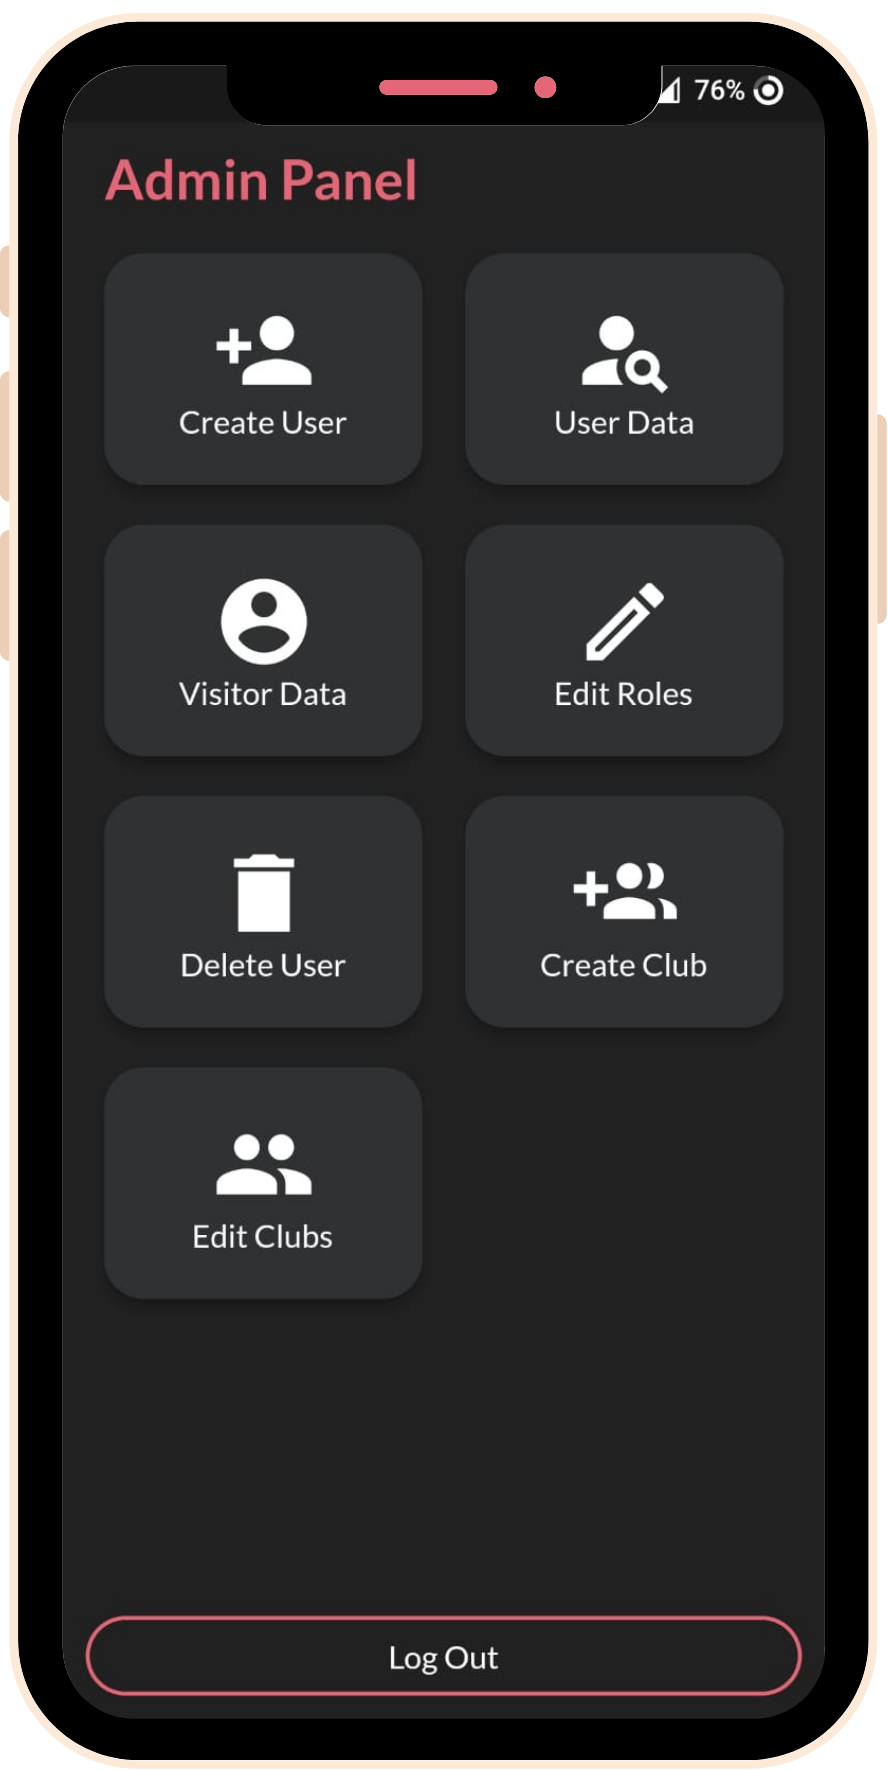 76%
Admin Panel
Create User
User Data
Visitor Data
Edit Roles
Delete User
Create Club
Edit Clubs
Log Out